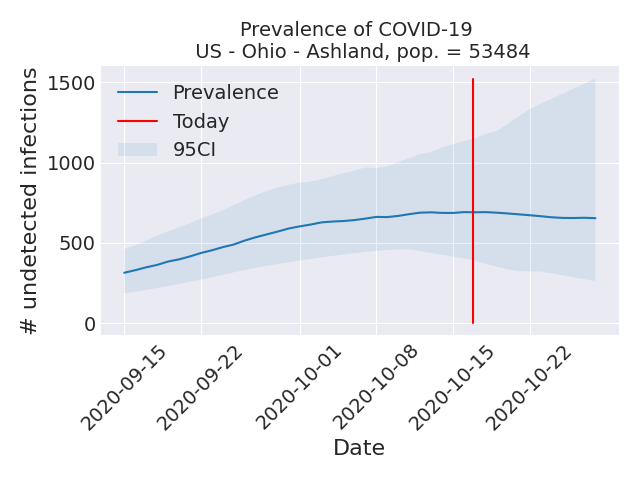 Prevalence of COVID-19
US - Ohio - Ashland, pop. = 53484
# undetected infections
1500
1000
500
0
Prevalence
Today
95CI
2020-09-15
2020-09-22
2020-10-01
2020-10-08
2020-10-15
2020-10-22
Date